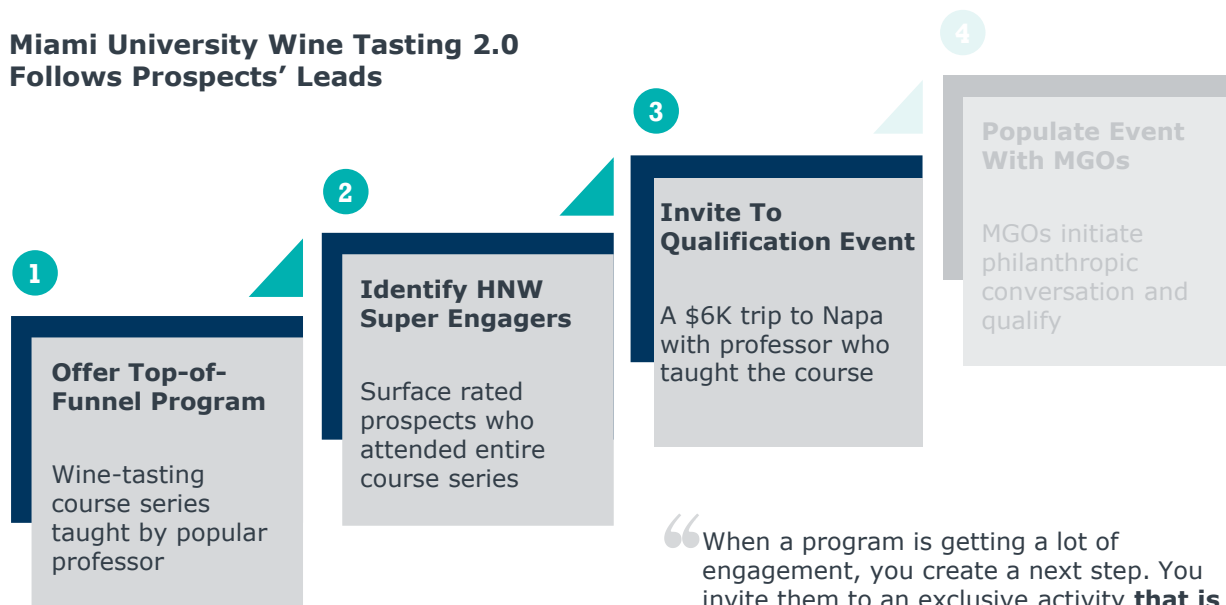 Miami University Wine Tasting 2.0
Follows Prospects’ Leads
1
Offer Top-of-
Funnel Program
Wine-tasting
course series
taught by popular
professor
2
Identify HNW
Super Engagers
Surface rated
prospects who
attended entire
course series
3
Invite To
Qualification Event
A $6K trip to Napa
with professor who
taught the course
4
Populate Event
With MGOs
MGOs initiate
philanthropic
conversation and
qualify
“When a program is getting a lot of
engagement, you create a next step. You
invite them to an exclusive activity that is